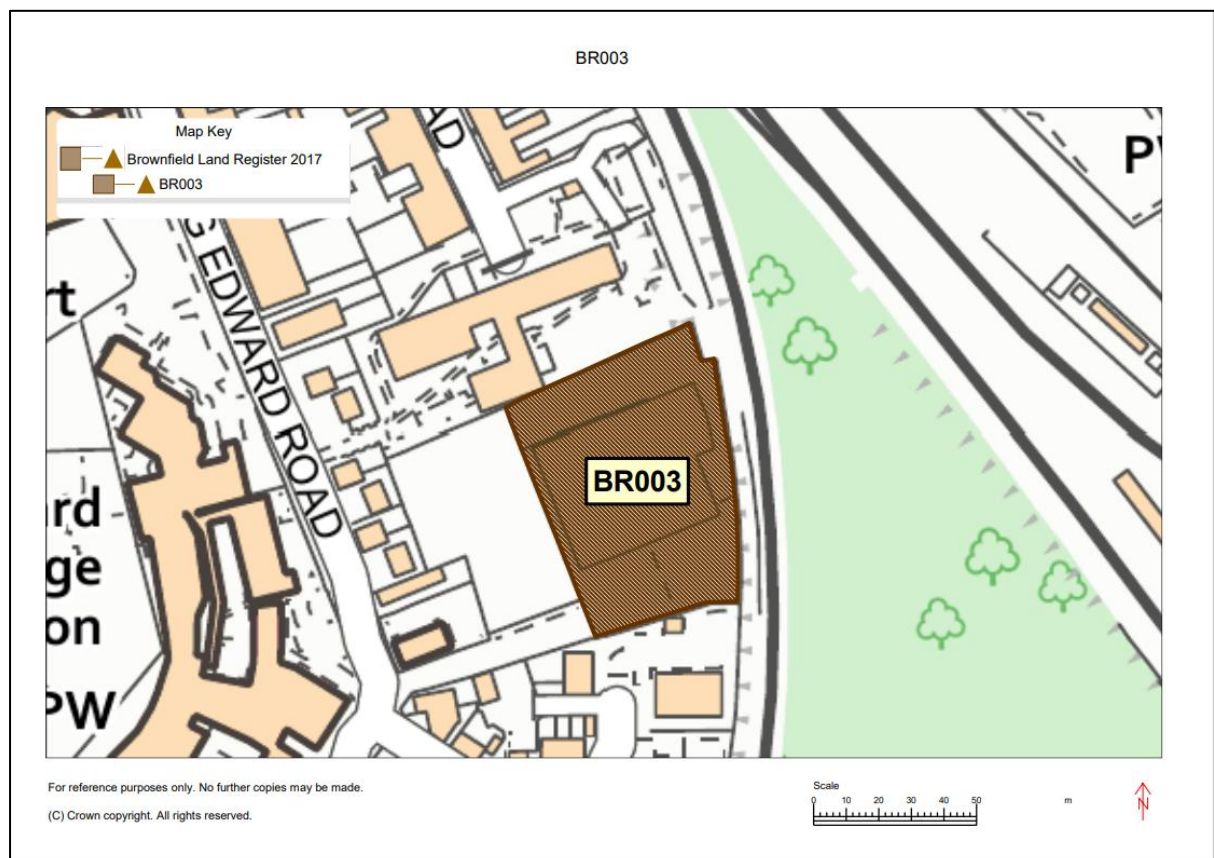 BR003
Map Key
Brownfield Land Register 2017
BR003
AD
G EDWARD ROAD
rt
P
BR003
rd
ge
on
PW
For reference purposes only. No further copies may be made.
(C) Crown copyright. All rights reserved.
Scale
0 10 20 30 40 50 m
N